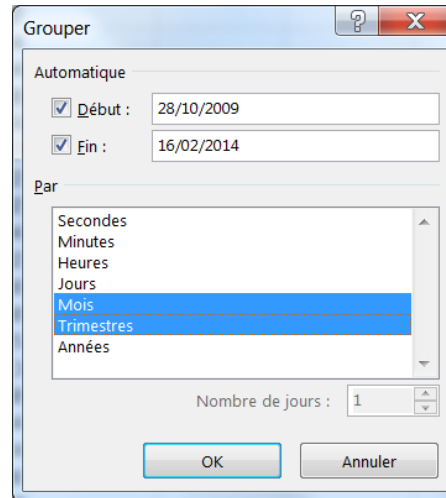 Grouper
Automatique
Début : 28/10/2009
Fin : 16/02/2014
Par
Secondes
Minutes
Heures
Jours
Mois
Trimestres
Années
Nombre de jours : 1
OK Annuler